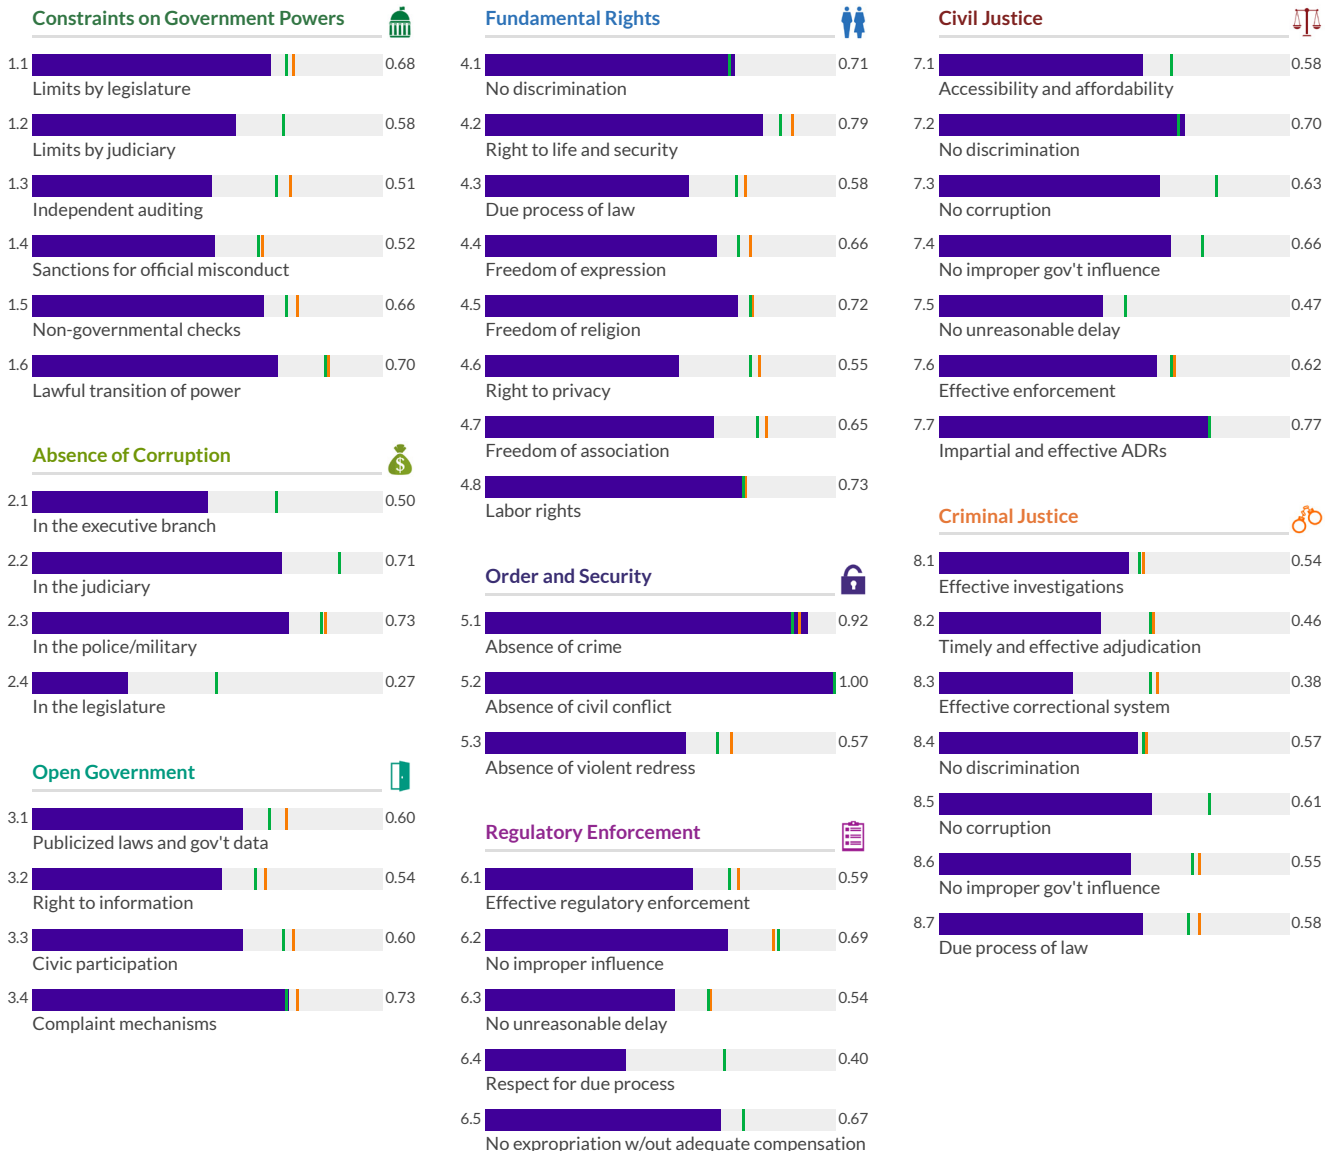 Constraints on Government Powers
1.1 0.68
Limits by legislature
1.2 0.58
Limits by judiciary
1.3 0.51
Independent auditing
1.4 0.52
Sanctions for official misconduct
1.5 0.66
Non-governmental checks
1.6 0.70
Lawful transition of power
Absence of Corruption
$
2.1 0.50
In the executive branch
2.2 0.71
In the judiciary
2.3 0.73
In the police/military
2.4 0.27
In the legislature
Open Government
3.1 0.60
Publicized laws and gov't data
3.2 0.54
Right to information
3.3 0.60
Civic participation
3.4 0.73
Complaint mechanisms
Fundamental Rights
4.1 0.71
No discrimination
4.2 0.79
Right to life and security
4.3 0.58
Due process of law
4.4 0.66
Freedom of expression
4.5 0.72
Freedom of religion
4.6 0.55
Right to privacy
4.7 0.65
Freedom of association
4.8 0.73
Labor rights
Order and Security
5.1 0.92
Absence of crime
5.2 1.00
Absence of civil conflict
5.3 0.57
Absence of violent redress
Regulatory Enforcement
6.1 0.59
Effective regulatory enforcement
6.2 0.69
No improper influence
6.3 0.54
No unreasonable delay
6.4 0.40
Respect for due process
6.5 0.67
No expropriation w/out adequate compensation
Civil Justice
7.1 0.58
Accessibility and affordability
7.2 0.70
No discrimination
7.3 0.63
No corruption
7.4 0.66
No improper gov't influence
7.5 0.47
No unreasonable delay
7.6 0.62
Effective enforcement
7.7 0.77
Impartial and effective ADRs
Criminal Justice
8.1 0.54
Effective investigations
8.2 0.46
Timely and effective adjudication
8.3 0.38
Effective correctional system
8.4 0.57
No discrimination
8.5 0.61
No corruption
8.6 0.55
No improper gov't influence
8.7 0.58
Due process of law